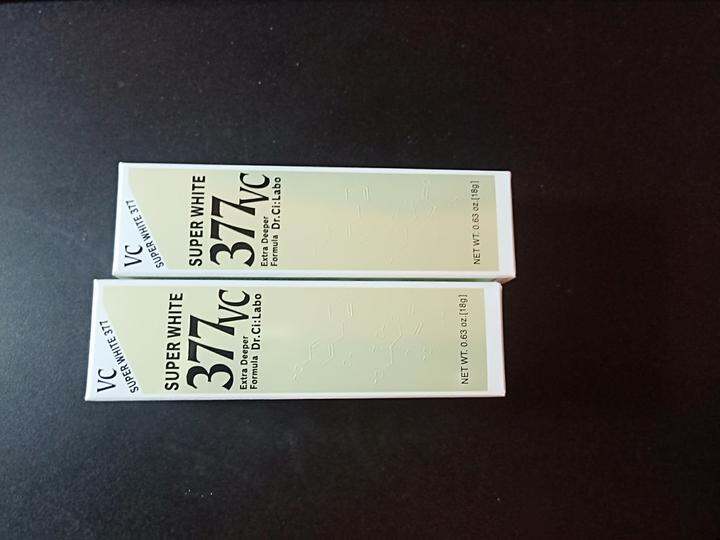 VC
SUPER WHITE 377
SUPER WHITE
377VC
Extra Deeper
Formula Dr.Ci:Labo
NET WT. 0.63 oz.[18g]
VC
SUPER WHITE 377
SUPER WHITE
377VC
Extra Deeper
Formula Dr.Ci:Labo
NET WT. 0.63 oz.[18g]